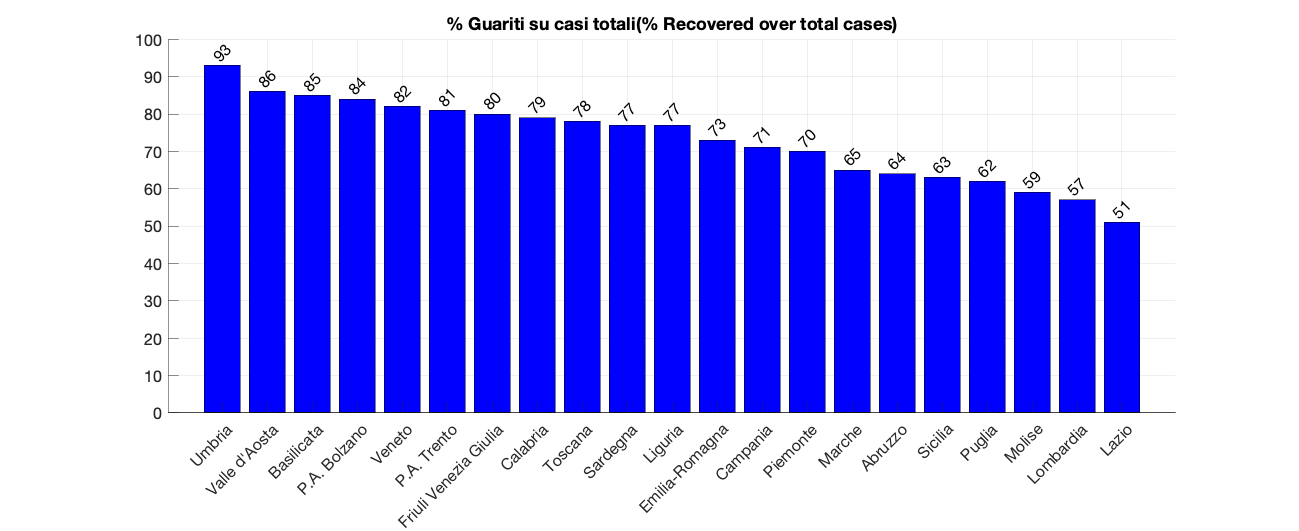 % Guariti su casi totali(% Recovered over total cases)
100
90
80
70
60
50
40
30
20
10
0
93
86
85
84
82
81
80
79
78
77
77
73
71
70
65
64
63
62
59
57
51
Umbria
Valle d'Aosta
Basilicata
P.A. Bolzano
Veneto
P.A. Trento
Friuli Venezia Giulia
Calabria
Toscana
Sardegna
Liguria
Emilia-Romagna
Campania
Piemonte
Marche
Abruzzo
Sicilia
Puglia
Molise
Lombardia
Lazio